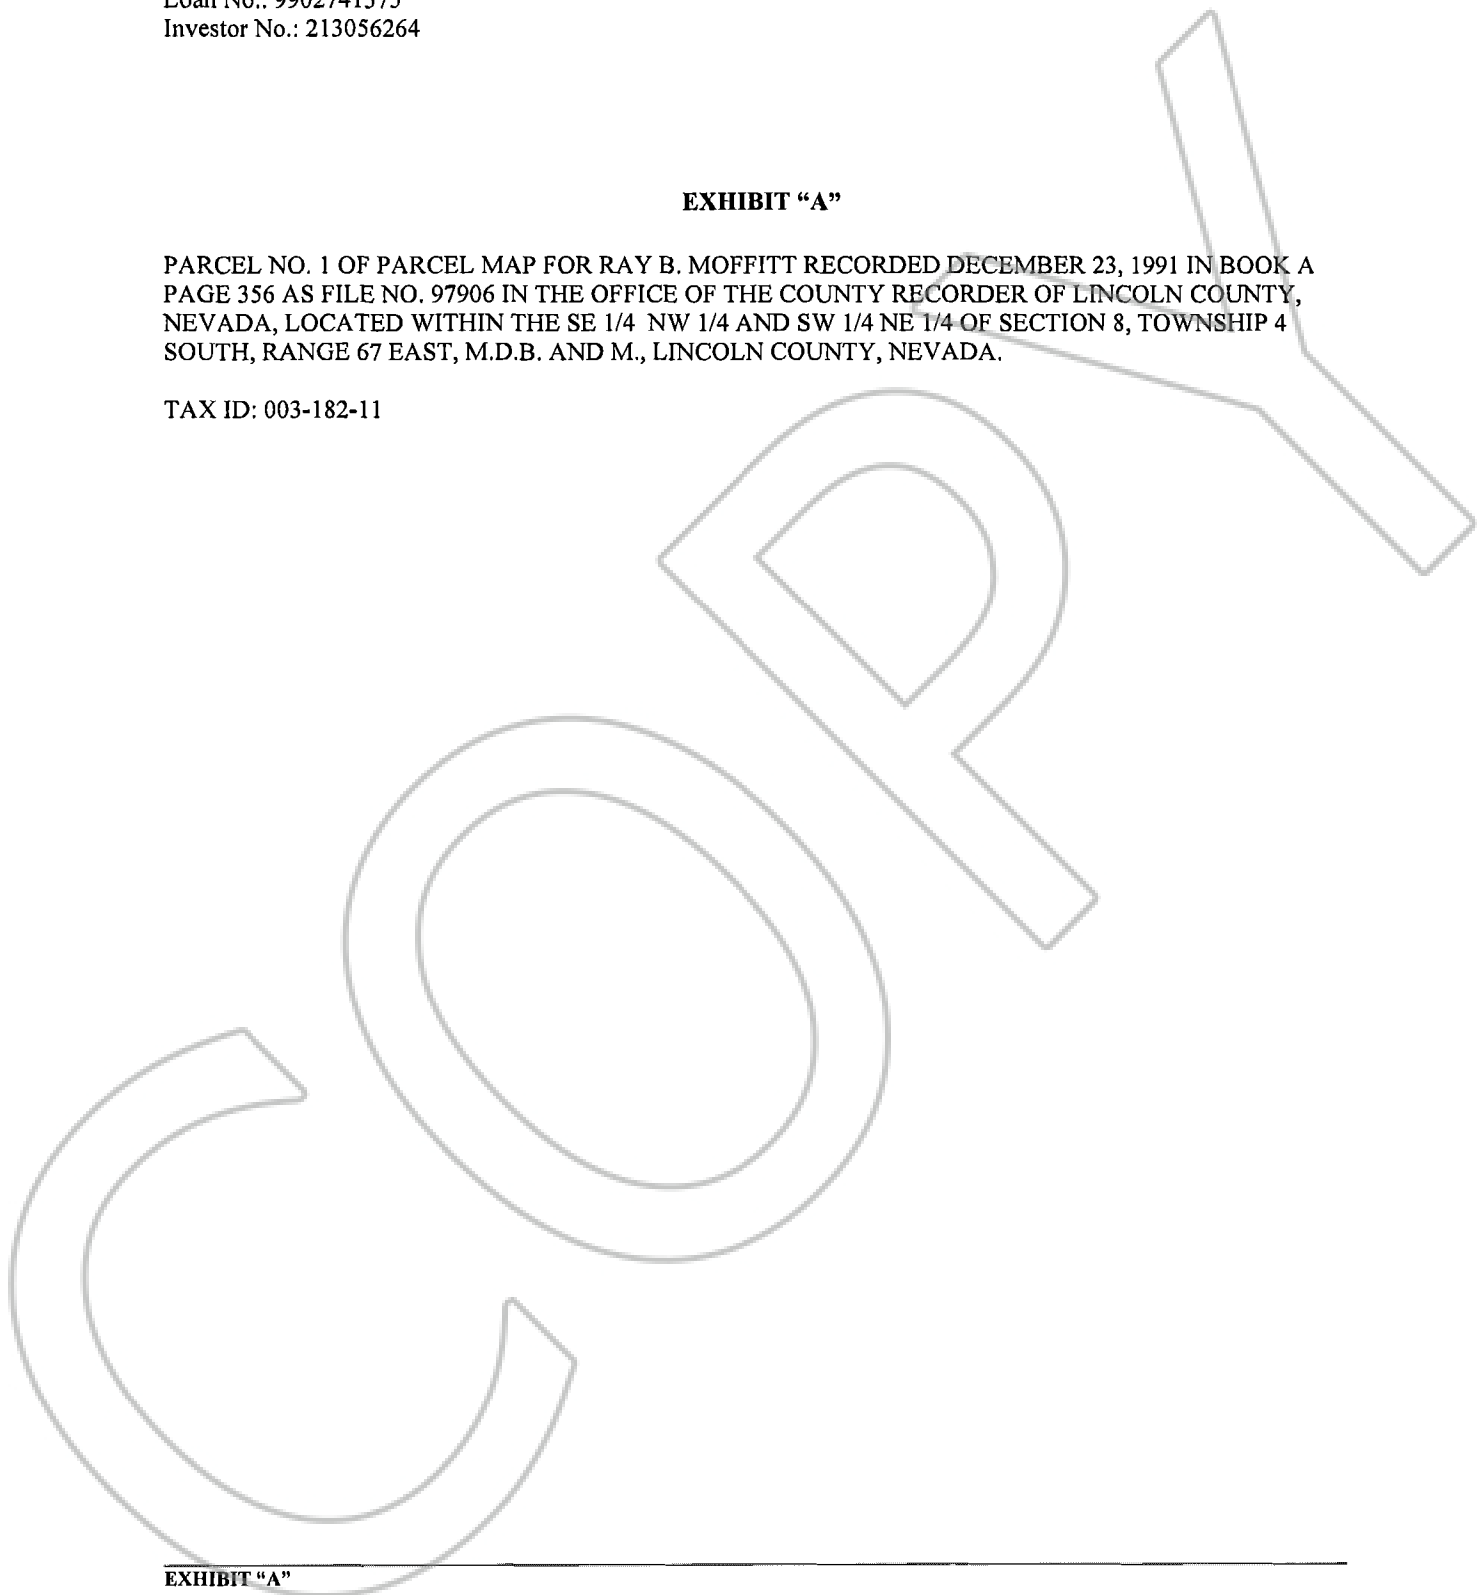 Loan No.: 9902741575
Investor No.: 213056264
EXHIBIT “A”
PARCEL NO. 1 OF PARCEL MAP FOR RAY B. MOFFITT RECORDED DECEMBER 23, 1991 IN BOOK A
PAGE 356 AS FILE NO. 97906 IN THE OFFICE OF THE COUNTY RECORDER OF LINCOLN COUNTY,
NEVADA, LOCATED WITHIN THE SE 1/4 NW 1/4 AND SW 1/4 NE 1/4 OF SECTION 8, TOWNSHIP 4
SOUTH, RANGE 67 EAST, M.D.B. AND M., LINCOLN COUNTY, NEVADA.
TAX ID: 003-182-11
COPY
EXHIBIT “A”